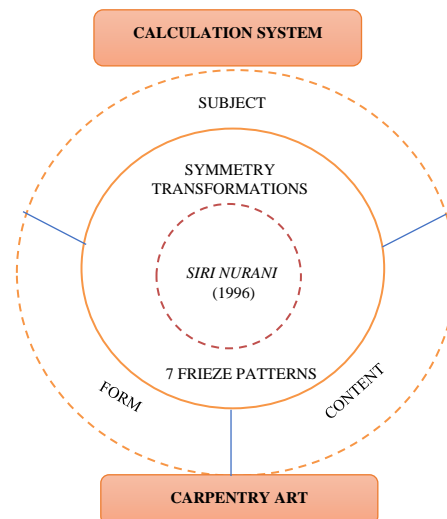 CALCULATION SYSTEM
SUBJECT
SYMMETRY
TRANSFORMATIONS
SIRI NURANI
(1996)
7 FRIEZE PATTERNS
FORM
CONTENT
CARPENTRY ART